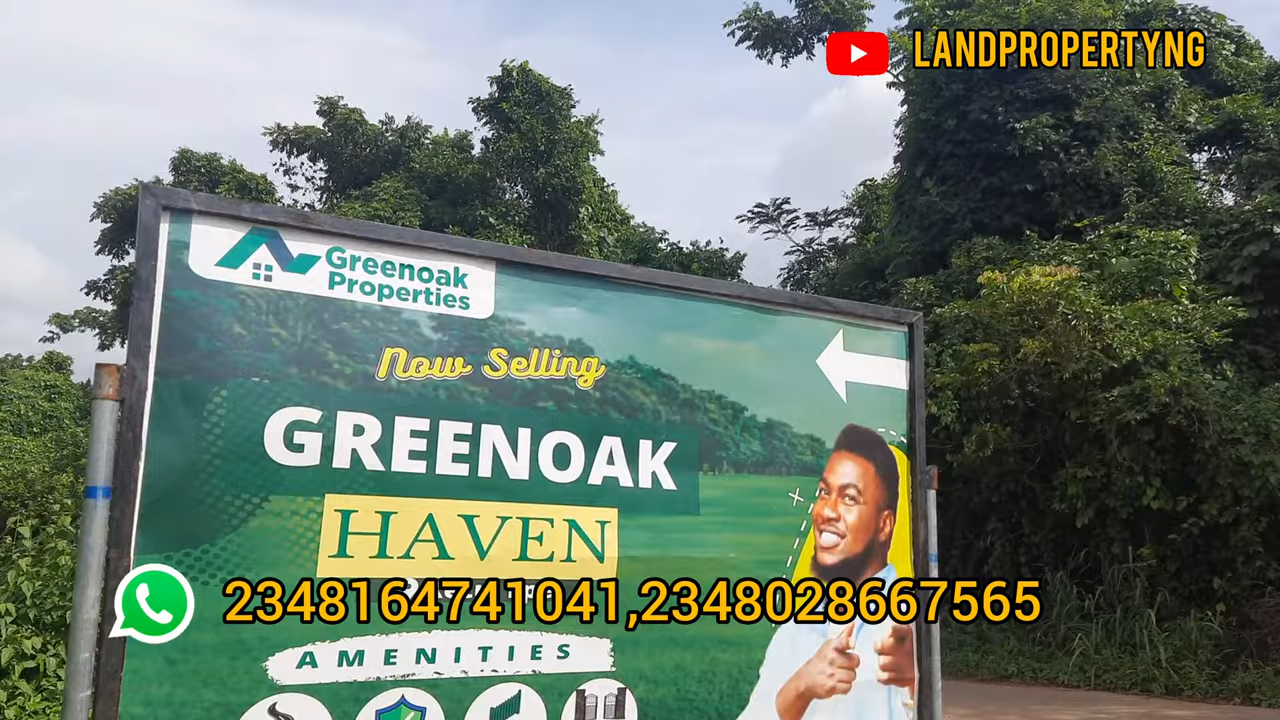 LANDPROPERTYNG
Greenoak
Properties
Now Selling
GREENOAK
HAVEN
2348164741041,2348028667565
AMENITIES